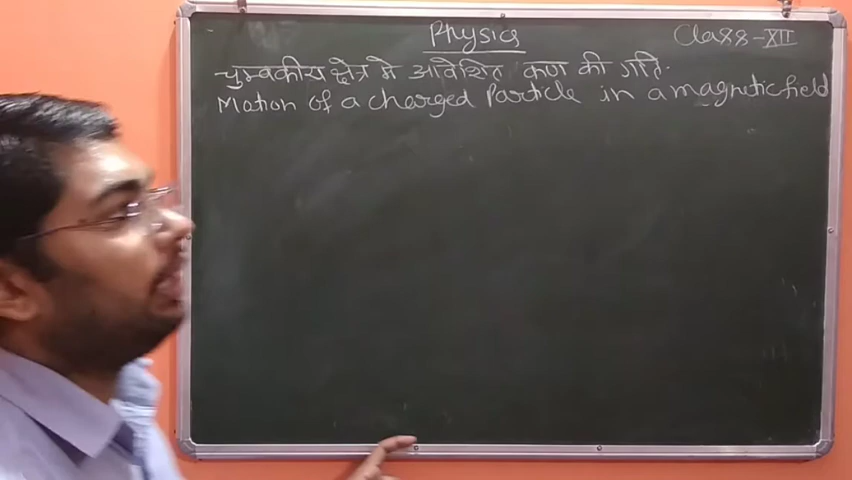 Physics
Class-XII
चुम्बकीय क्षेत्र मे आवेशित कण की गति.
Motion of a charged Particle in a magnetic field